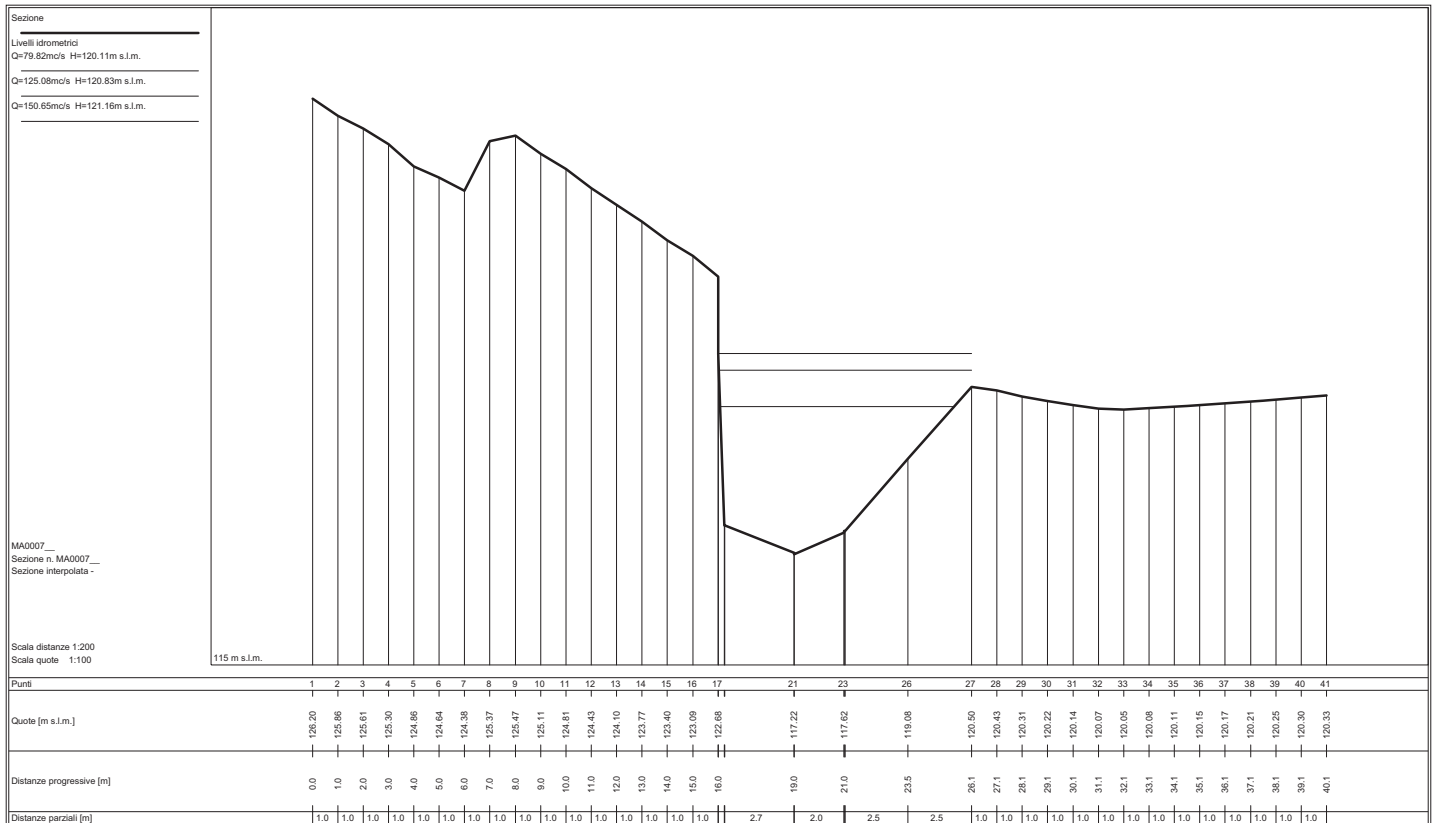 Sezione
Livelli idrometrici
Q=79.82mc/s H=120.11m s.l.m.
Q=125.08mc/s H=120.83m s.l.m.
Q=150.65mc/s H=121.16m s.l.m.
MA0007__
Sezione n. MA0007__
Sezione interpolata -
Scala distanze 1:200
Scala quote 1:100
115 m s.l.m.
Punti 1 2 3 4 5 6 7 8 9 10 11 12 13 14 15 16 17 21 23 26 27 28 29 30 31 32 33 34 35 36 37 38 39 40 41
Quote [m s.l.m.] 126.20 125.86 125.61 125.30 124.86 124.64 124.38 125.37 125.47 125.11 124.81 124.43 124.10 123.77 123.40 123.09 122.68 117.22 117.62 119.08 120.50 120.43 120.31 120.22 120.14 120.07 120.05 120.08 120.11 120.15 120.17 120.21 120.25 120.30 120.33
Distanze progressive [m] 0.0 1.0 2.0 3.0 4.0 5.0 6.0 7.0 8.0 9.0 10.0 11.0 12.0 13.0 14.0 15.0 16.0 19.0 21.0 23.5 26.1 27.1 28.1 29.1 30.1 31.1 32.1 33.1 34.1 35.1 36.1 37.1 38.1 39.1 40.1
Distanze parziali [m] 1.0 1.0 1.0 1.0 1.0 1.0 1.0 1.0 1.0 1.0 1.0 1.0 1.0 1.0 1.0 1.0 2.7 2.0 2.5 2.5 1.0 1.0 1.0 1.0 1.0 1.0 1.0 1.0 1.0 1.0 1.0 1.0 1.0 1.0